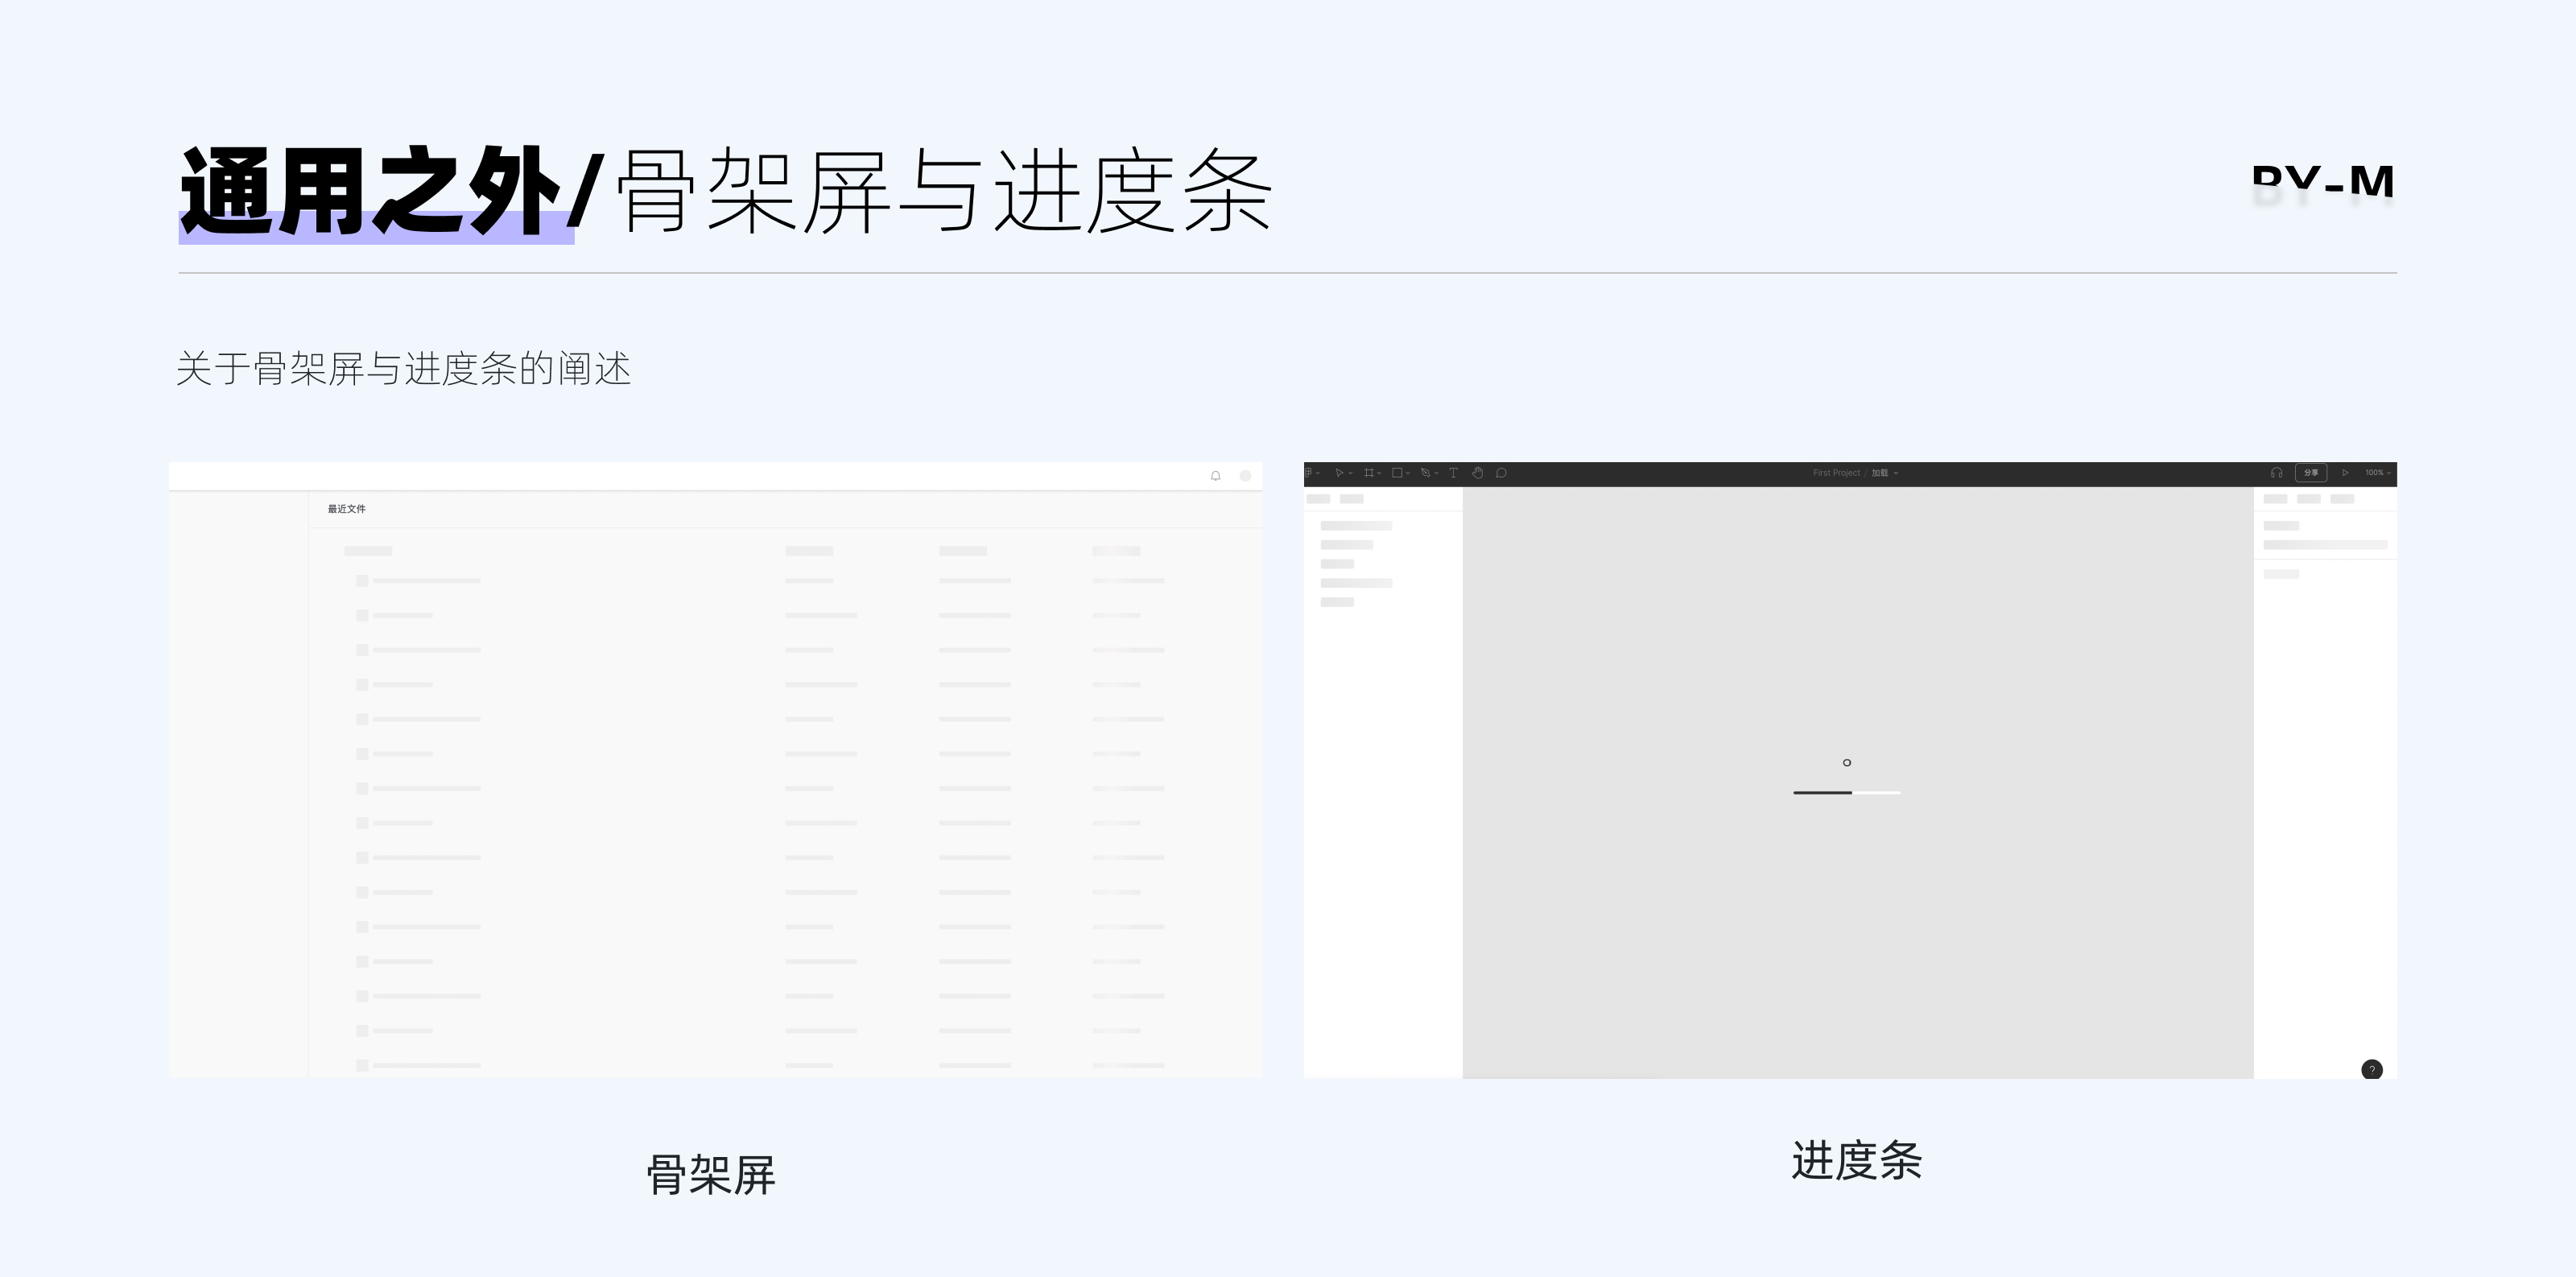 通用之外/骨架屏与进度条
BY-M
关于骨架屏与进度条的阐述
最近文件
First Project / 加载
分享
100%
?
骨架屏
进度条